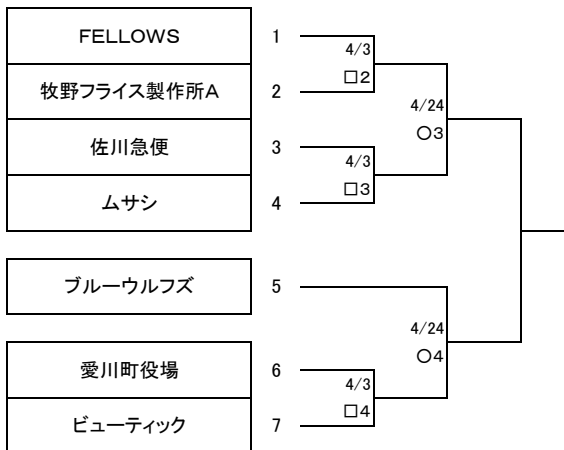 FELLOWS 1
4/3
□2
牧野フライス製作所A 2
4/24
○3
佐川急便 3
4/3
□3
ムサシ 4
ブルーウルフズ 5
4/24
○4
愛川町役場 6
4/3
□4
ビューティック 7